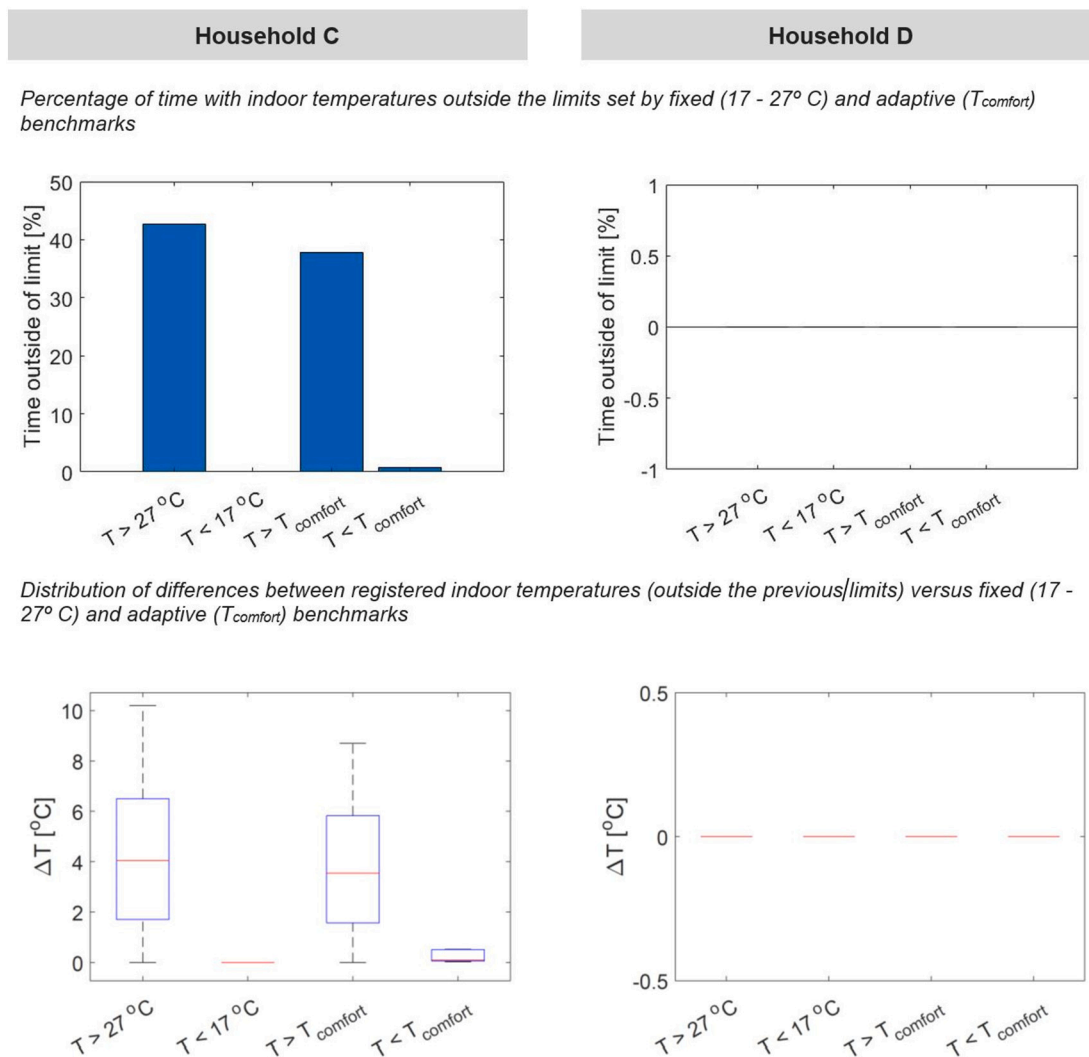 Household C
Household D
Percentage of time with indoor temperatures outside the limits set by fixed (17 - 27º C) and adaptive (Tcomfort)
benchmarks
Time outside of limit [%]
50
40
30
20
10
0
T > 27 °C
T < 17 °C
T > T comfort
T < T comfort
Time outside of limit [%]
1
0.5
0
-0.5
-1
T > 27 °C
T < 17 °C
T > T comfort
T < T comfort
Distribution of differences between registered indoor temperatures (outside the previous|limits) versus fixed (17 -
27º C) and adaptive (Tcomfort) benchmarks
ΔT [°C]
10
8
6
4
2
0
T > 27 °C
T < 17 °C
T > T comfort
T < T comfort
ΔT [°C]
0.5
0
-0.5
T > 27 °C
T < 17 °C
T > T comfort
T < T comfort